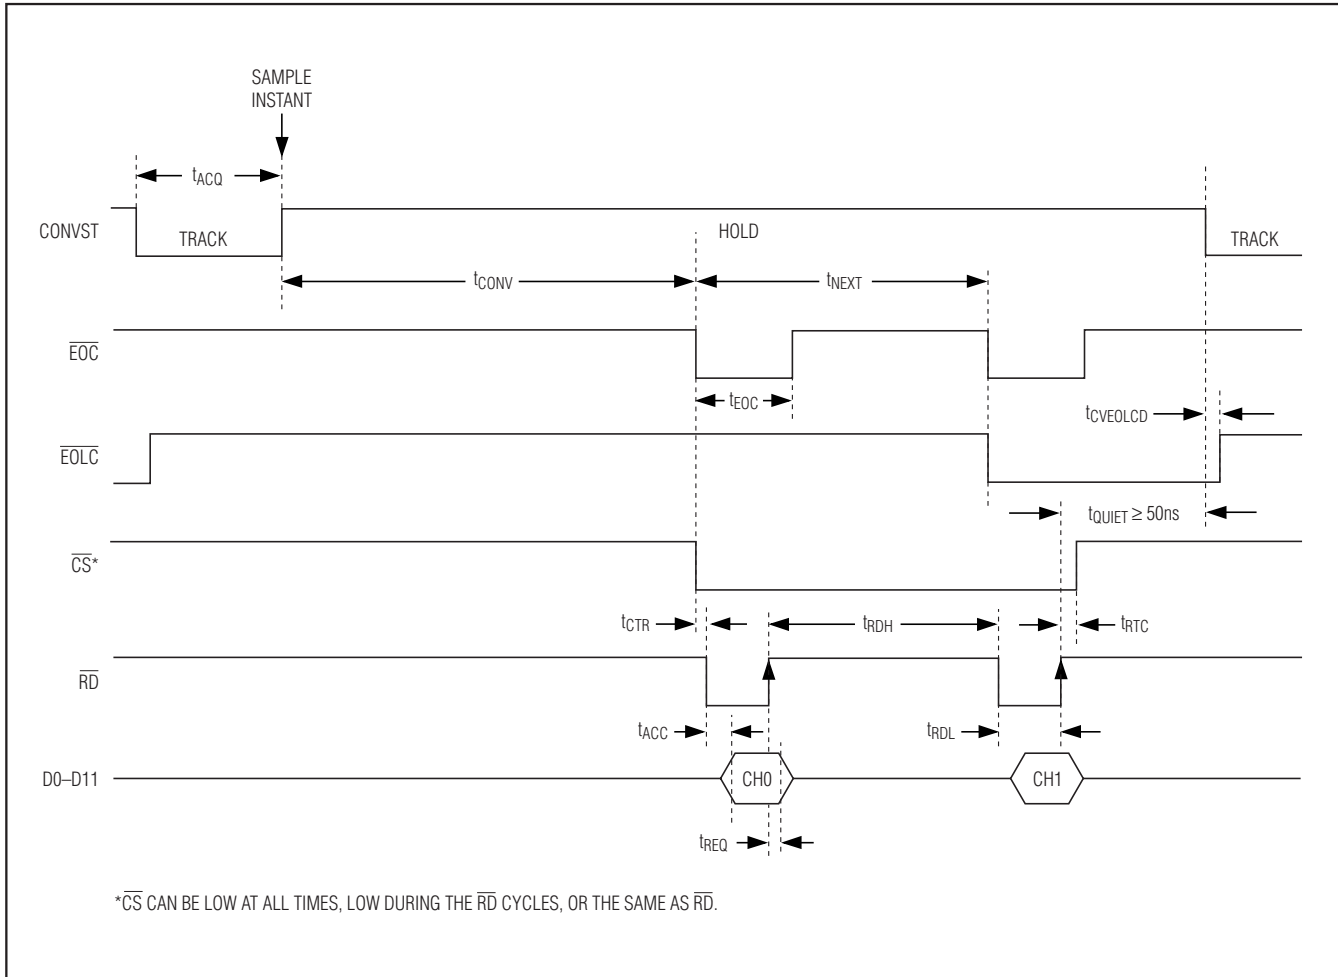 SAMPLE
INSTANT
tACQ
CONVST
TRACK
HOLD
TRACK
tCONV
tNEXT
EOC
tEOC
tCVEOLCD
EOLC
tQUIET ≥ 50ns
CS*
tCTR
tRDH
tRTC
RD
tACC
tRDL
D0–D11
CH0
CH1
tREQ
*CS CAN BE LOW AT ALL TIMES, LOW DURING THE RD CYCLES, OR THE SAME AS RD.